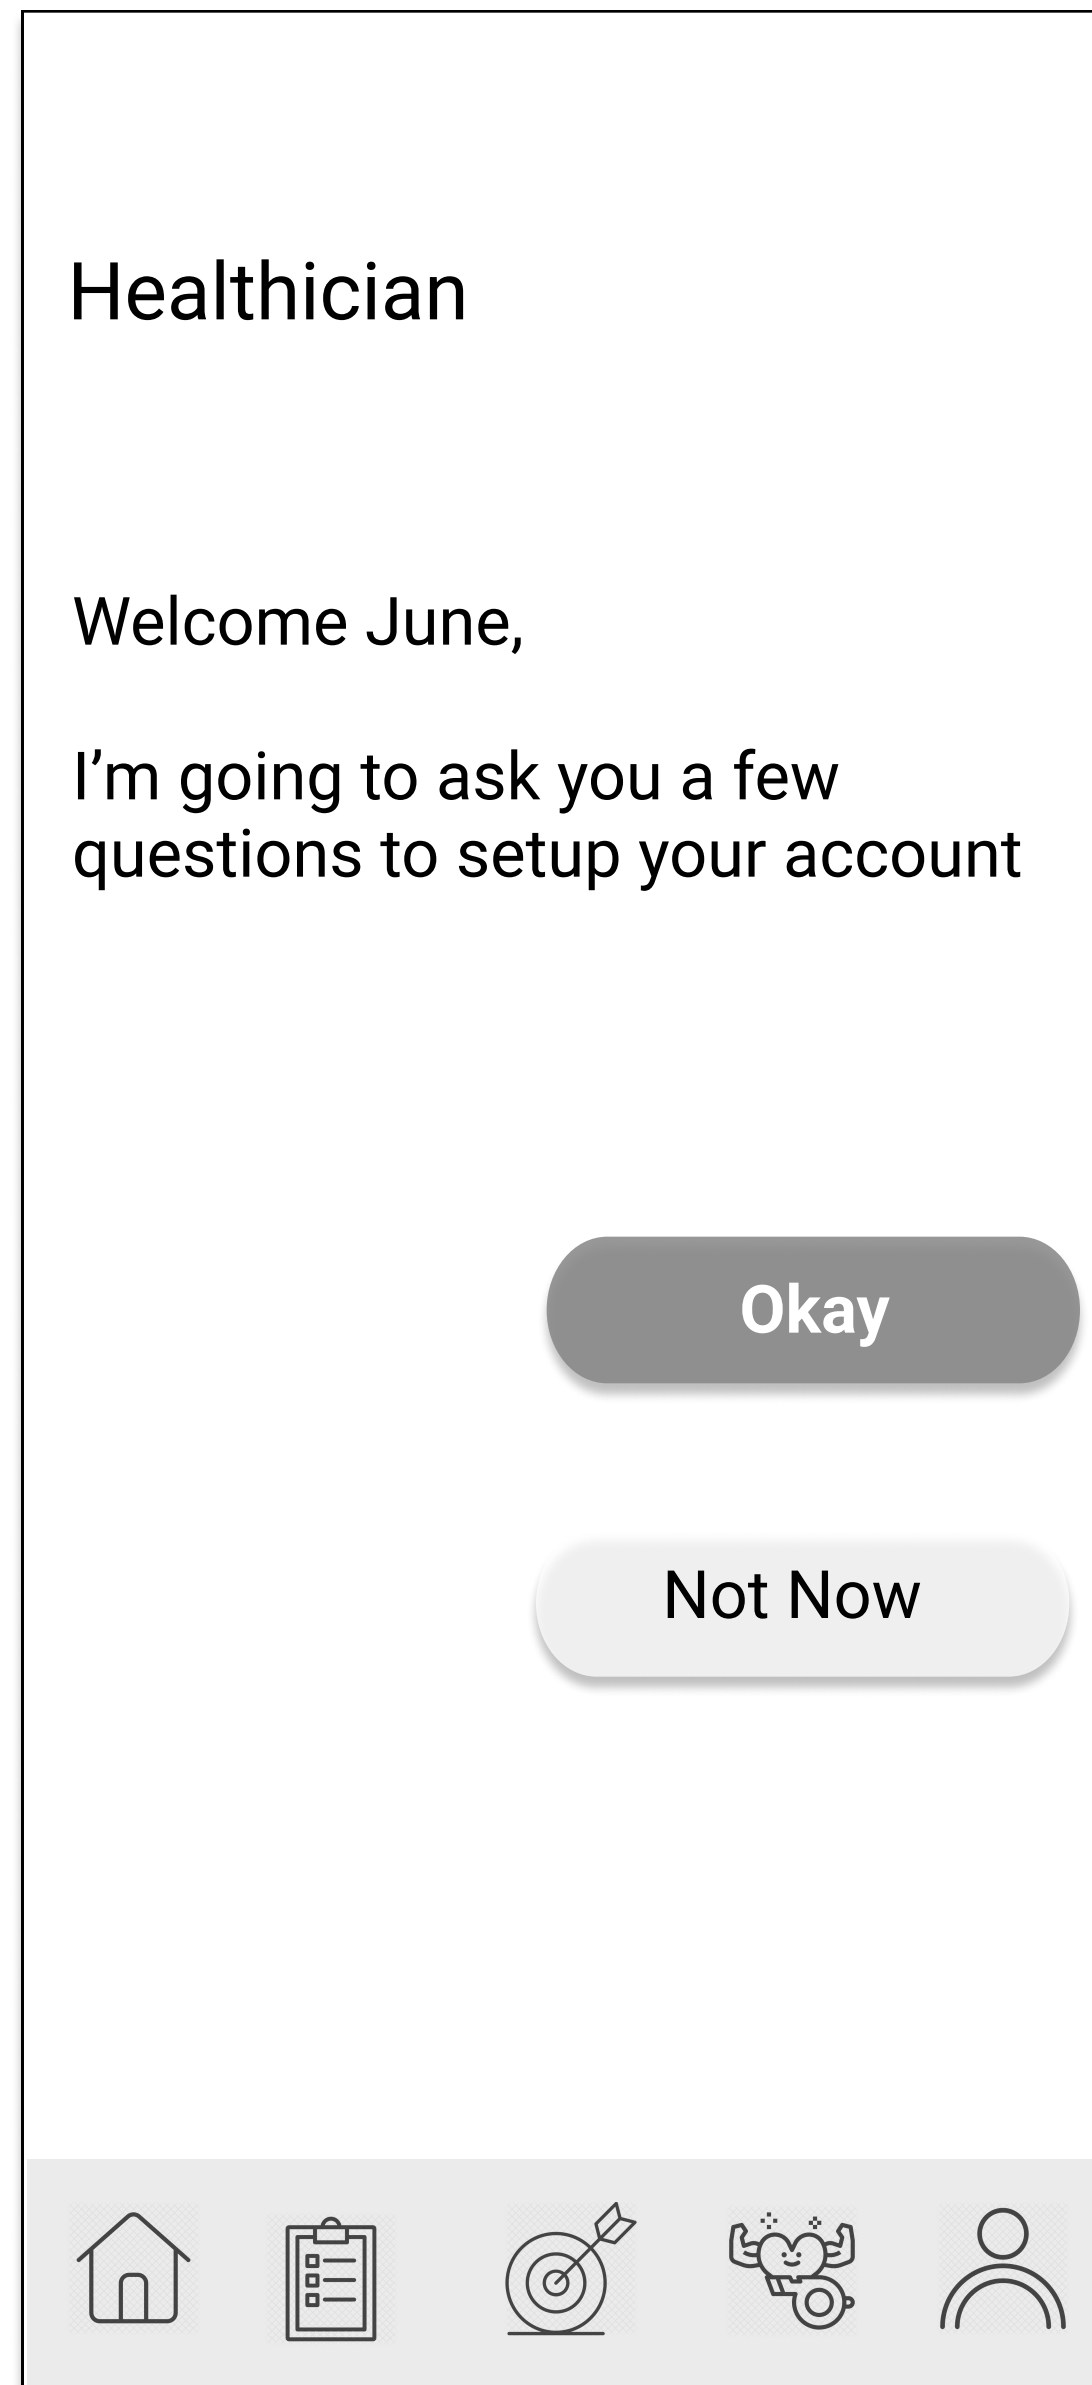 Healthician
Welcome June,
I’m going to ask you a few
questions to setup your account
Okay
Not Now